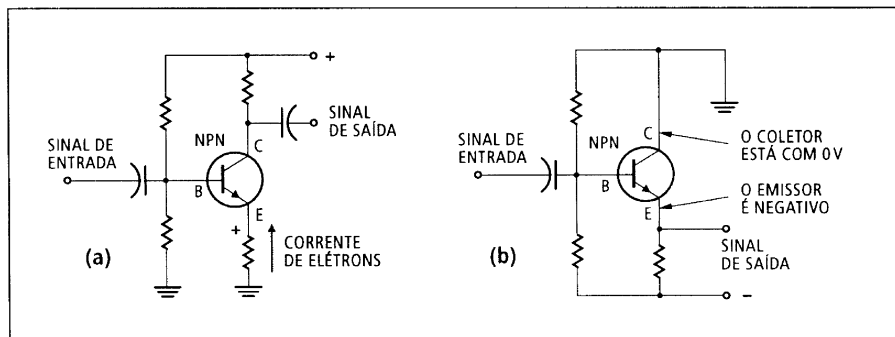 +
SINAL
DE SAÍDA
C
NPN
SINAL DE
ENTRADA
B
E
+
CORRENTE
DE ELÉTRONS
(a)
SINAL DE
ENTRADA
NPN
C
O COLETOR
ESTÁ COM 0 V
B
O EMISSOR
É NEGATIVO
E
SINAL
DE SAÍDA
(b)
-